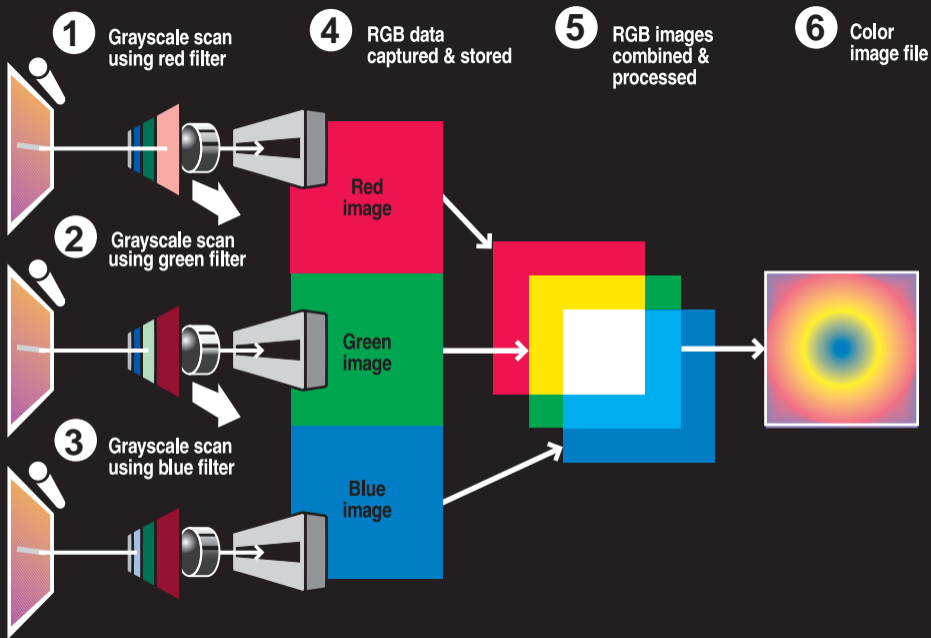 1
Grayscale scan
using red filter
4
RGB data
captured & stored
5
RGB images
combined &
processed
6
Color
image file
Red
image
2
Grayscale scan
using green filter
Green
image
3
Grayscale scan
using blue filter
Blue
image